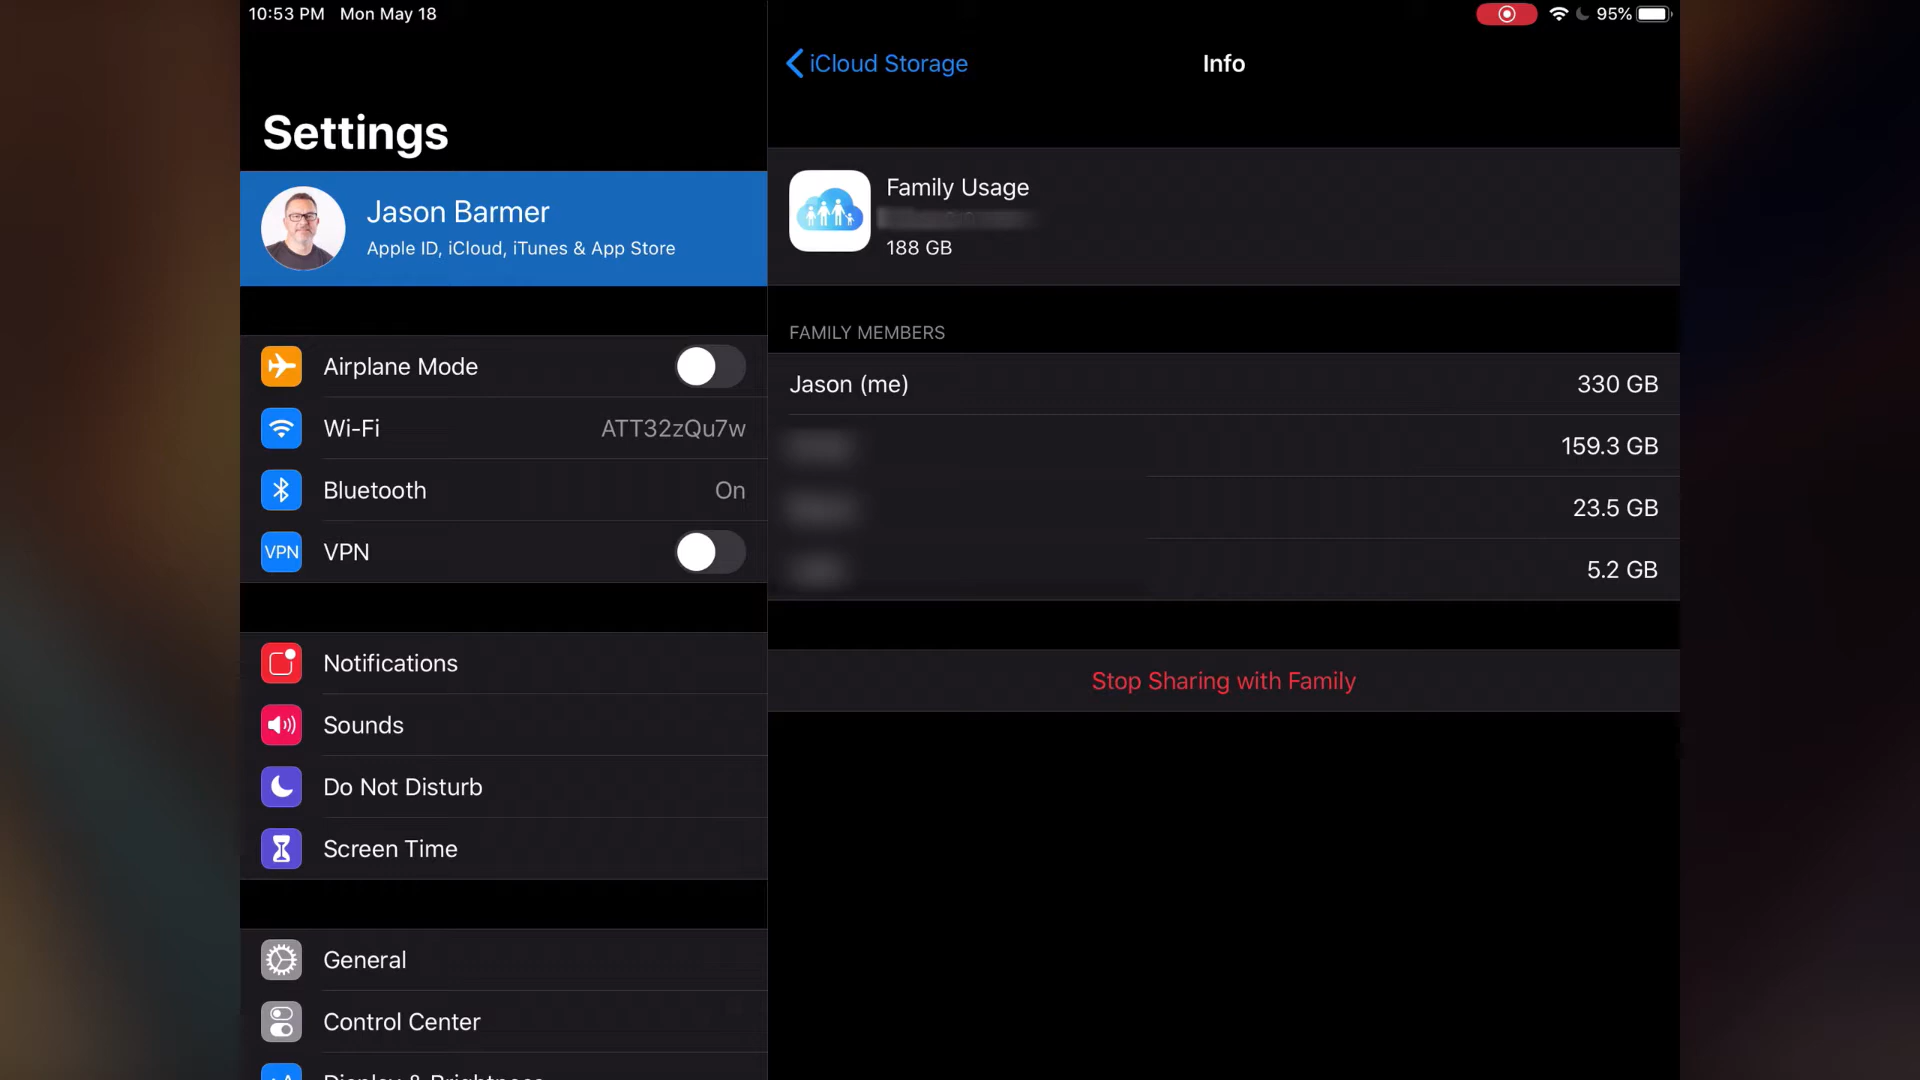 10:53 PM Mon May 18
95%
Settings
Jason Barmer
Apple ID, iCloud, iTunes & App Store
Airplane Mode
Wi-Fi ATT32zQu7w
Bluetooth On
VPN VPN
Notifications
Sounds
Do Not Disturb
Screen Time
General
Control Center
Display & Brightness
iCloud Storage
Info
Family Usage
188 GB
FAMILY MEMBERS
Jason (me) 330 GB
159.3 GB
23.5 GB
5.2 GB
Stop Sharing with Family